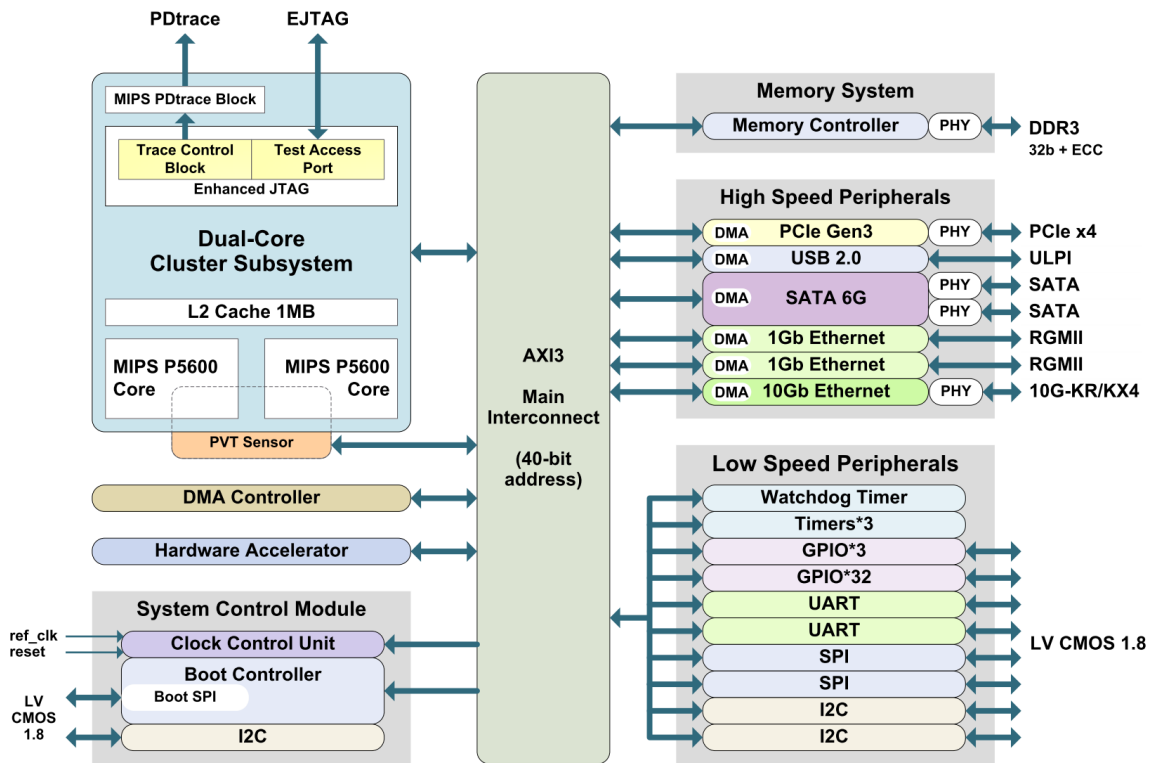 PDtrace
EJTAG
MIPS PDtrace Block
Trace Control
Block
Test Access
Port
Enhanced JTAG
Dual-Core
Cluster Subsystem
L2 Cache 1MB
MIPS P5600
Core
MIPS P5600
Core
PVT Sensor
DMA Controller
Hardware Accelerator
System Control Module
ref_clk
reset
Clock Control Unit
Boot Controller
Boot SPI
LV
CMOS
1.8
I2C
AXI3
Main
Interconnect
(40-bit
address)
Memory System
Memory Controller
PHY
DDR3
32b + ECC
High Speed Peripherals
DMA
PCIe Gen3
PHY
PCIe x4
DMA
USB 2.0
ULPI
DMA
SATA 6G
PHY
SATA
PHY
SATA
DMA
1Gb Ethernet
RGMII
DMA
1Gb Ethernet
RGMII
DMA
10Gb Ethernet
PHY
10G-KR/KX4
Low Speed Peripherals
Watchdog Timer
Timers*3
GPIO*3
GPIO*32
UART
UART
SPI
SPI
I2C
I2C
LV CMOS 1.8